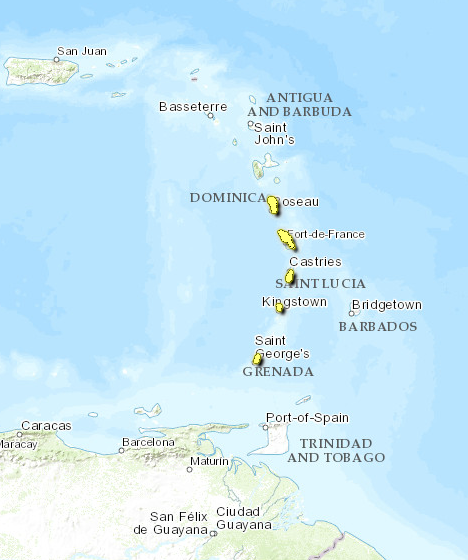 San Juan
ANTIGUA
AND BARBUDA
Basseterre
Saint
John's
DOMINICA
Roseau
Fort-de-France
Castries
SAINT LUCIA
Kingstown
Bridgetown
BARBADOS
Saint
George's
GRENADA
Port-of-Spain
Caracas
Maracay
Barcelona
TRINIDAD
AND TOBAGO
Maturín
San Félix
de Guayana
Ciudad
Guayana